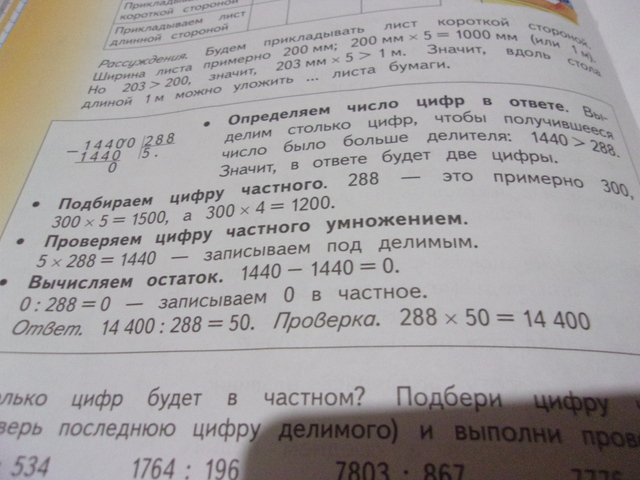 Прикладываем
короткой стороной
Прикладываем лист
длинной стороной
Рассуждения. Будем прикладывать лист короткой стороной.
Ширина листа примерно 200 мм; 200 мм × 5 = 1000 мм (или 1 м).
Но 203 > 200, значит, 203 мм × 5 > 1 м. Значит, вдоль стола
длиной 1 м можно уложить ... листа бумаги.
− 14400 288
1440 5.
0
• Определяем число цифр в ответе. Вы-
делим столько цифр, чтобы получившееся
число было больше делителя: 1440 > 288.
Значит, в ответе будет две цифры.
• Подбираем цифру частного. 288 — это примерно 300,
300 × 5 = 1500, а 300 × 4 = 1200.
• Проверяем цифру частного умножением.
5 × 288 = 1440 — записываем под делимым.
• Вычисляем остаток. 1440 − 1440 = 0.
0 : 288 = 0 — записываем 0 в частное.
Ответ. 14 400 : 288 = 50. Проверка. 288 × 50 = 14 400
олько цифр будет в частном? Подбери цифру
верь последнюю цифру делимого) и выполни пров
: 534 1764 : 196 7803 : 867